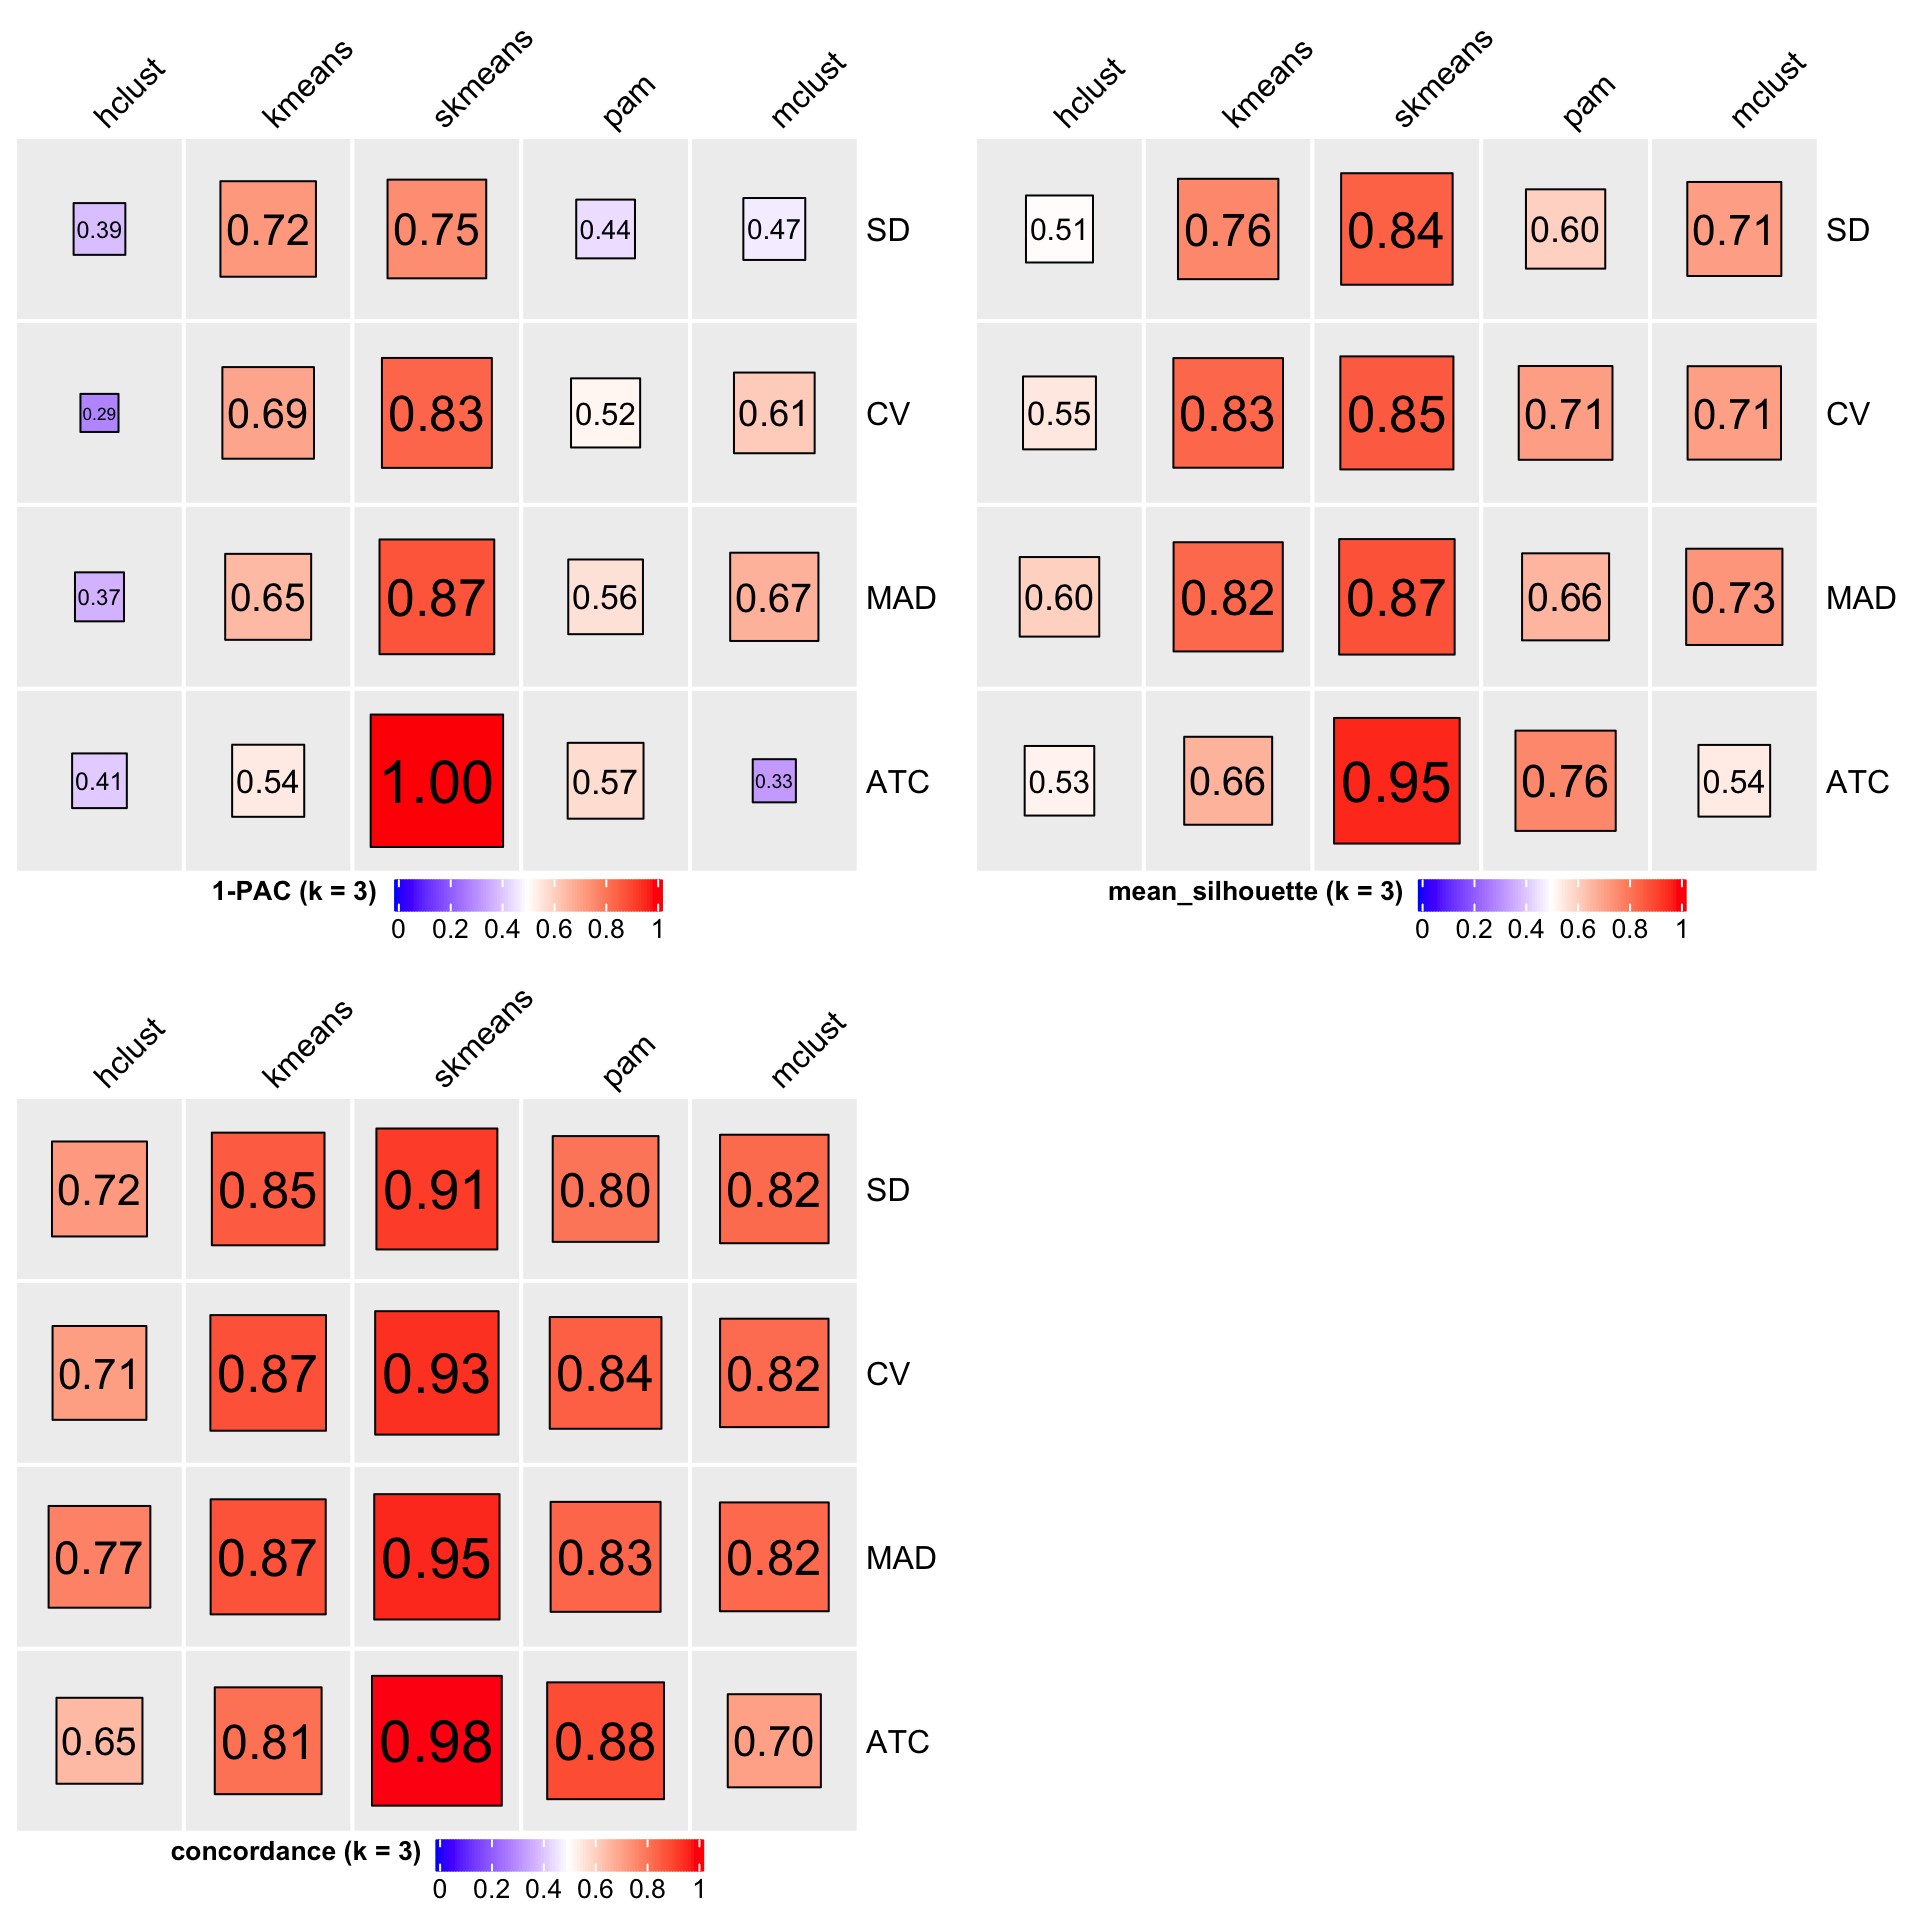 hclust kmeans skmeans pam mclust
0.39 0.72 0.75 0.44 0.47 SD
0.29 0.69 0.83 0.52 0.61 CV
0.37 0.65 0.87 0.56 0.67 MAD
0.41 0.54 1.00 0.57 0.33 ATC
1-PAC (k = 3)
0 0.2 0.4 0.6 0.8 1
hclust kmeans skmeans pam mclust
0.51 0.76 0.84 0.60 0.71 SD
0.55 0.83 0.85 0.71 0.71 CV
0.60 0.82 0.87 0.66 0.73 MAD
0.53 0.66 0.95 0.76 0.54 ATC
mean_silhouette (k = 3)
0 0.2 0.4 0.6 0.8 1
hclust kmeans skmeans pam mclust
0.72 0.85 0.91 0.80 0.82 SD
0.71 0.87 0.93 0.84 0.82 CV
0.77 0.87 0.95 0.83 0.82 MAD
0.65 0.81 0.98 0.88 0.70 ATC
concordance (k = 3)
0 0.2 0.4 0.6 0.8 1